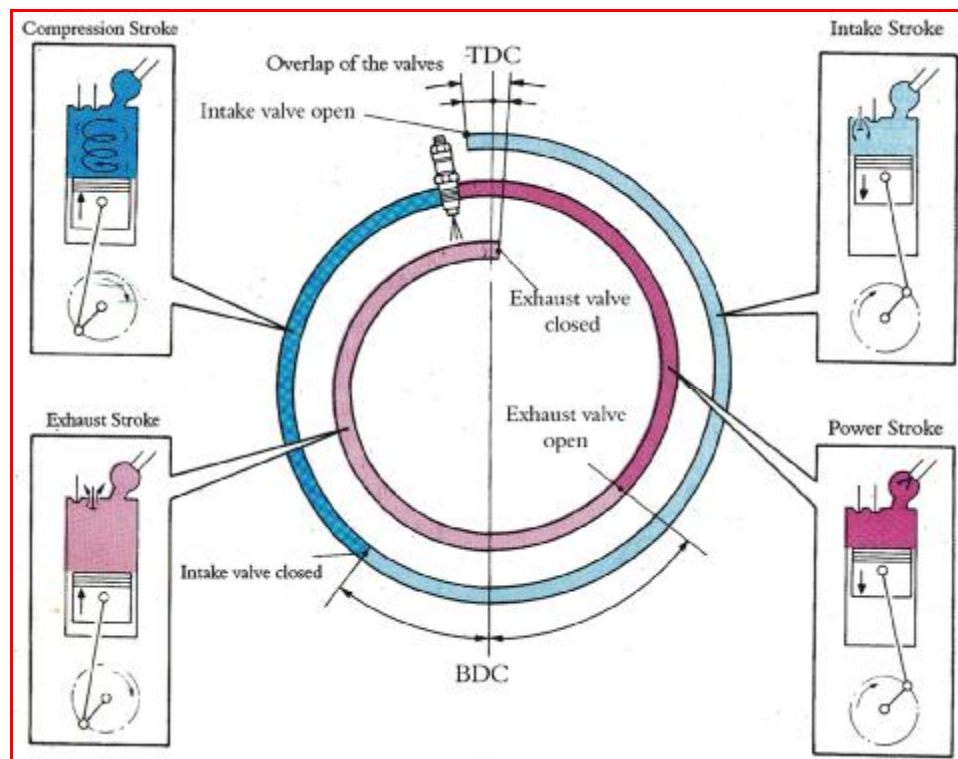 Compression Stroke
Intake Stroke
TDC
Overlap of the valves
Intake valve open
Exhaust valve
closed
Exhaust Stroke
Exhaust valve
open
Power Stroke
Intake valve closed
BDC